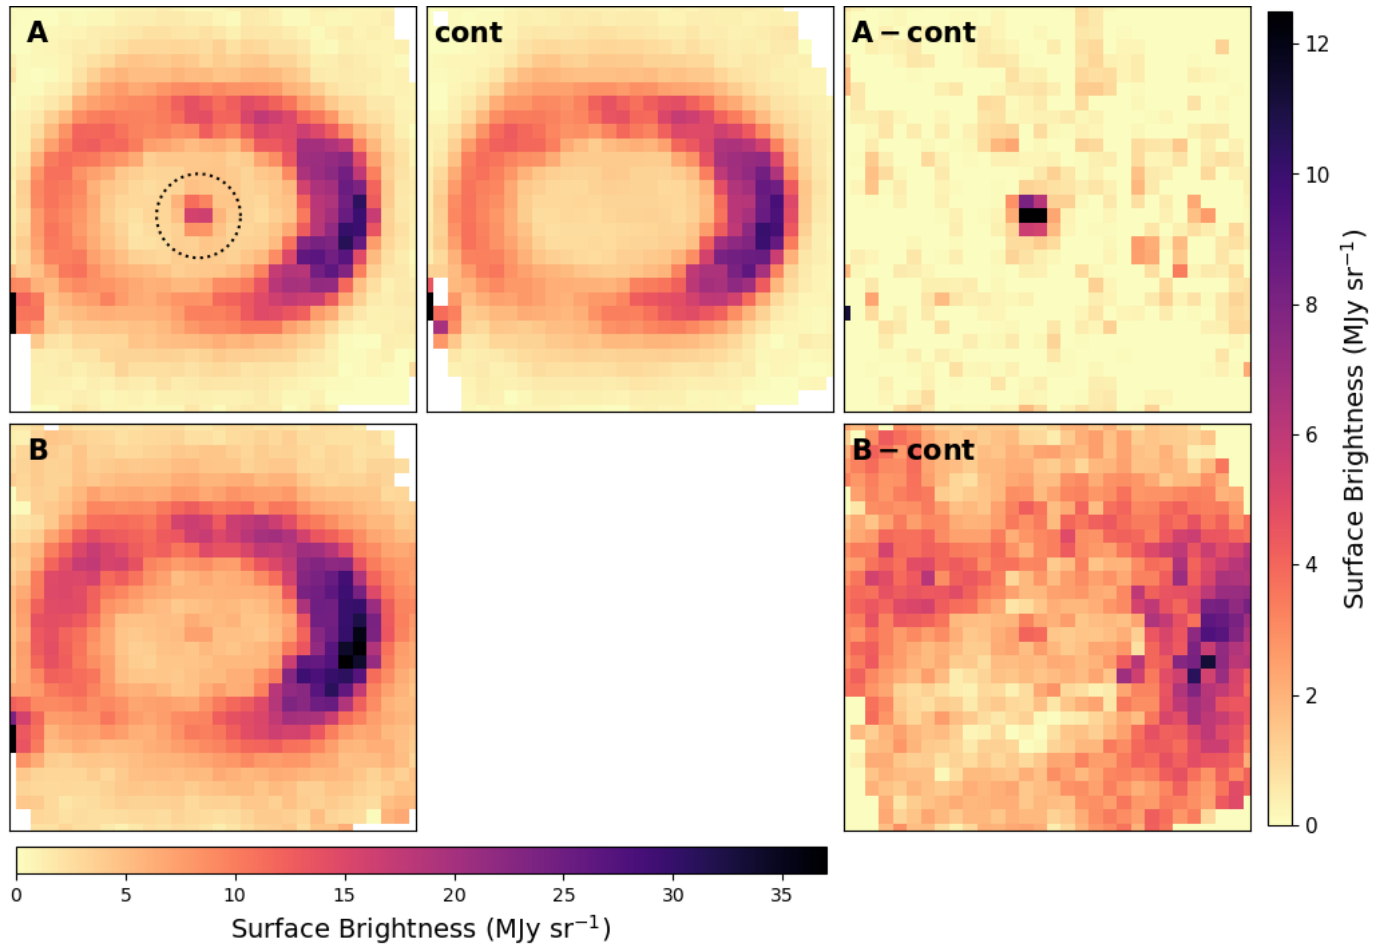 A
cont
A − cont
B
B − cont
12
10
8
6
4
2
0
Surface Brightness (MJy sr⁻¹)
0 5 10 15 20 25 30 35
Surface Brightness (MJy sr⁻¹)